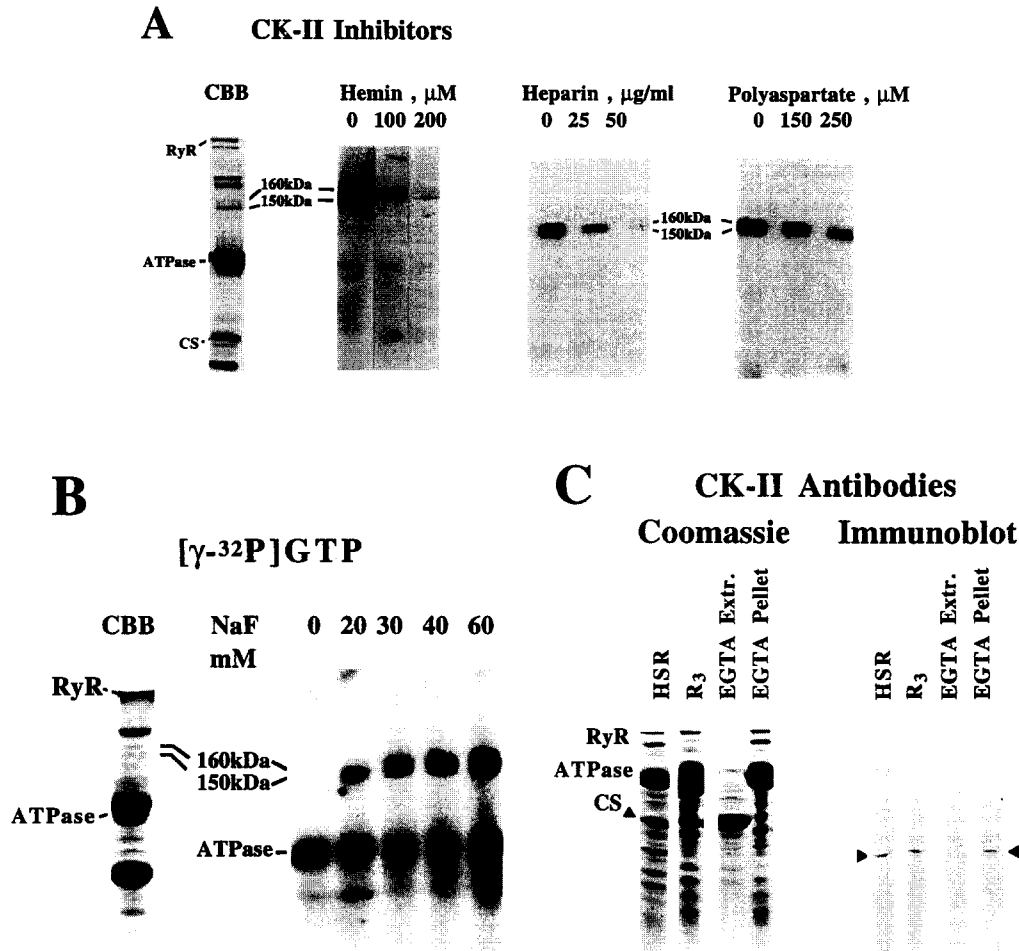 A CK-II Inhibitors
CBB
Hemin , μM
0 100 200
Heparin , μg/ml
0 25 50
Polyaspartate , μM
0 150 250
RyR
160kDa
150kDa
ATPase
CS
160kDa
150kDa
B
[γ-³²P]GTP
CBB
NaF
mM
0 20 30 40 60
RyR
160kDa
150kDa
ATPase
ATPase
C CK-II Antibodies
Coomassie Immunoblot
HSR
R₃
EGTA Extr.
EGTA Pellet
HSR
R₃
EGTA Extr.
EGTA Pellet
RyR
ATPase
CS